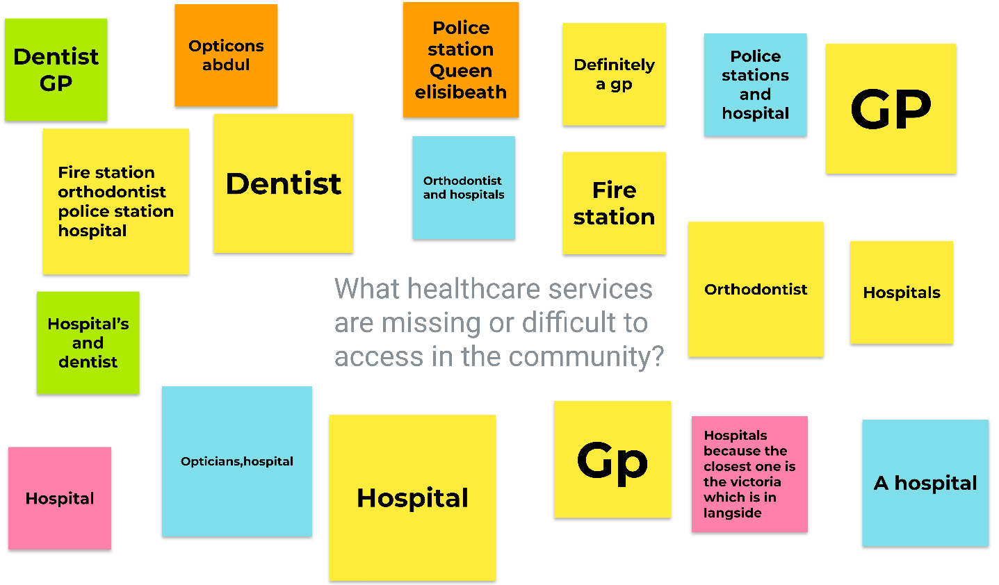 Dentist
GP
Opticons
abdul
Police
station
Queen
elisibeath
Definitely
a gp
Police
stations
and
hospital
GP
Fire station
orthodontist
police station
hospital
Dentist
Orthodontist
and hospitals
Fire
station
Orthodontist
Hospitals
What healthcare services
are missing or difficult to
access in the community?
Hospital’s
and
dentist
Hospital
Opticians,hospital
Hospital
Gp
Hospitals
because the
closest one is
the victoria
which is in
langside
A hospital